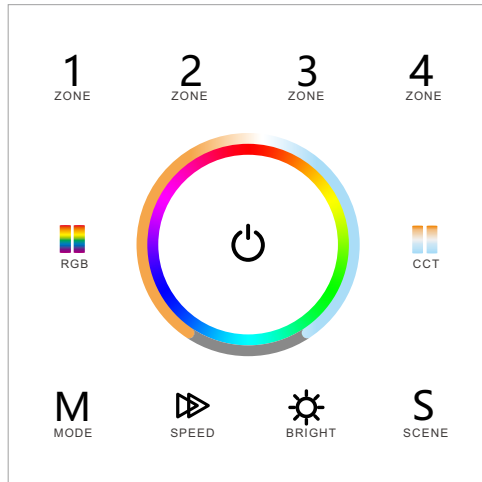 1 2 3 4
ZONE ZONE ZONE ZONE
RGB CCT
M S
MODE SPEED BRIGHT SCENE